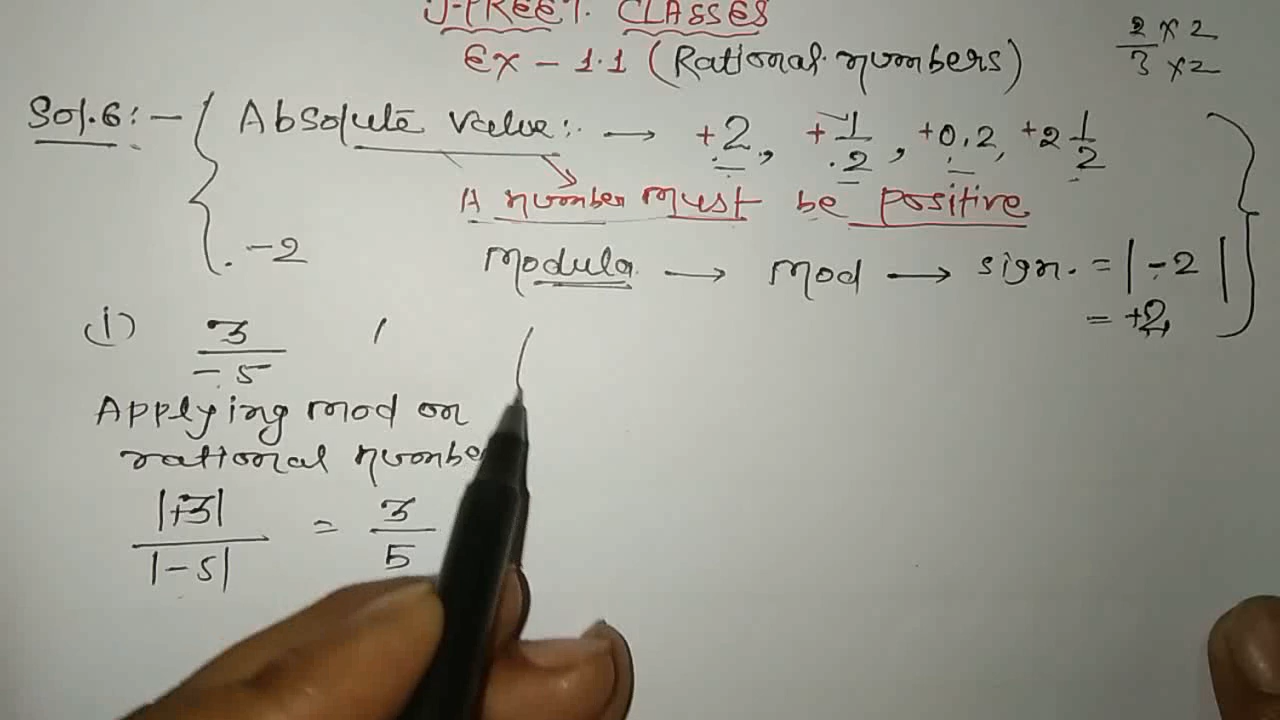 J-PREET. CLASSES
Ex - 1.1 (Rational numbers)
2 x 2
3 x 2
Sol.6:- { Absolute value:. → +2, +1/2, +0.2, +2 1/2 }
A number must be positive
. -2
Modula → mod → sign. = |-2|
= +2
(i) 3/-5
Applying mod on
rational numbe
|+3|/|-5| = 3/5